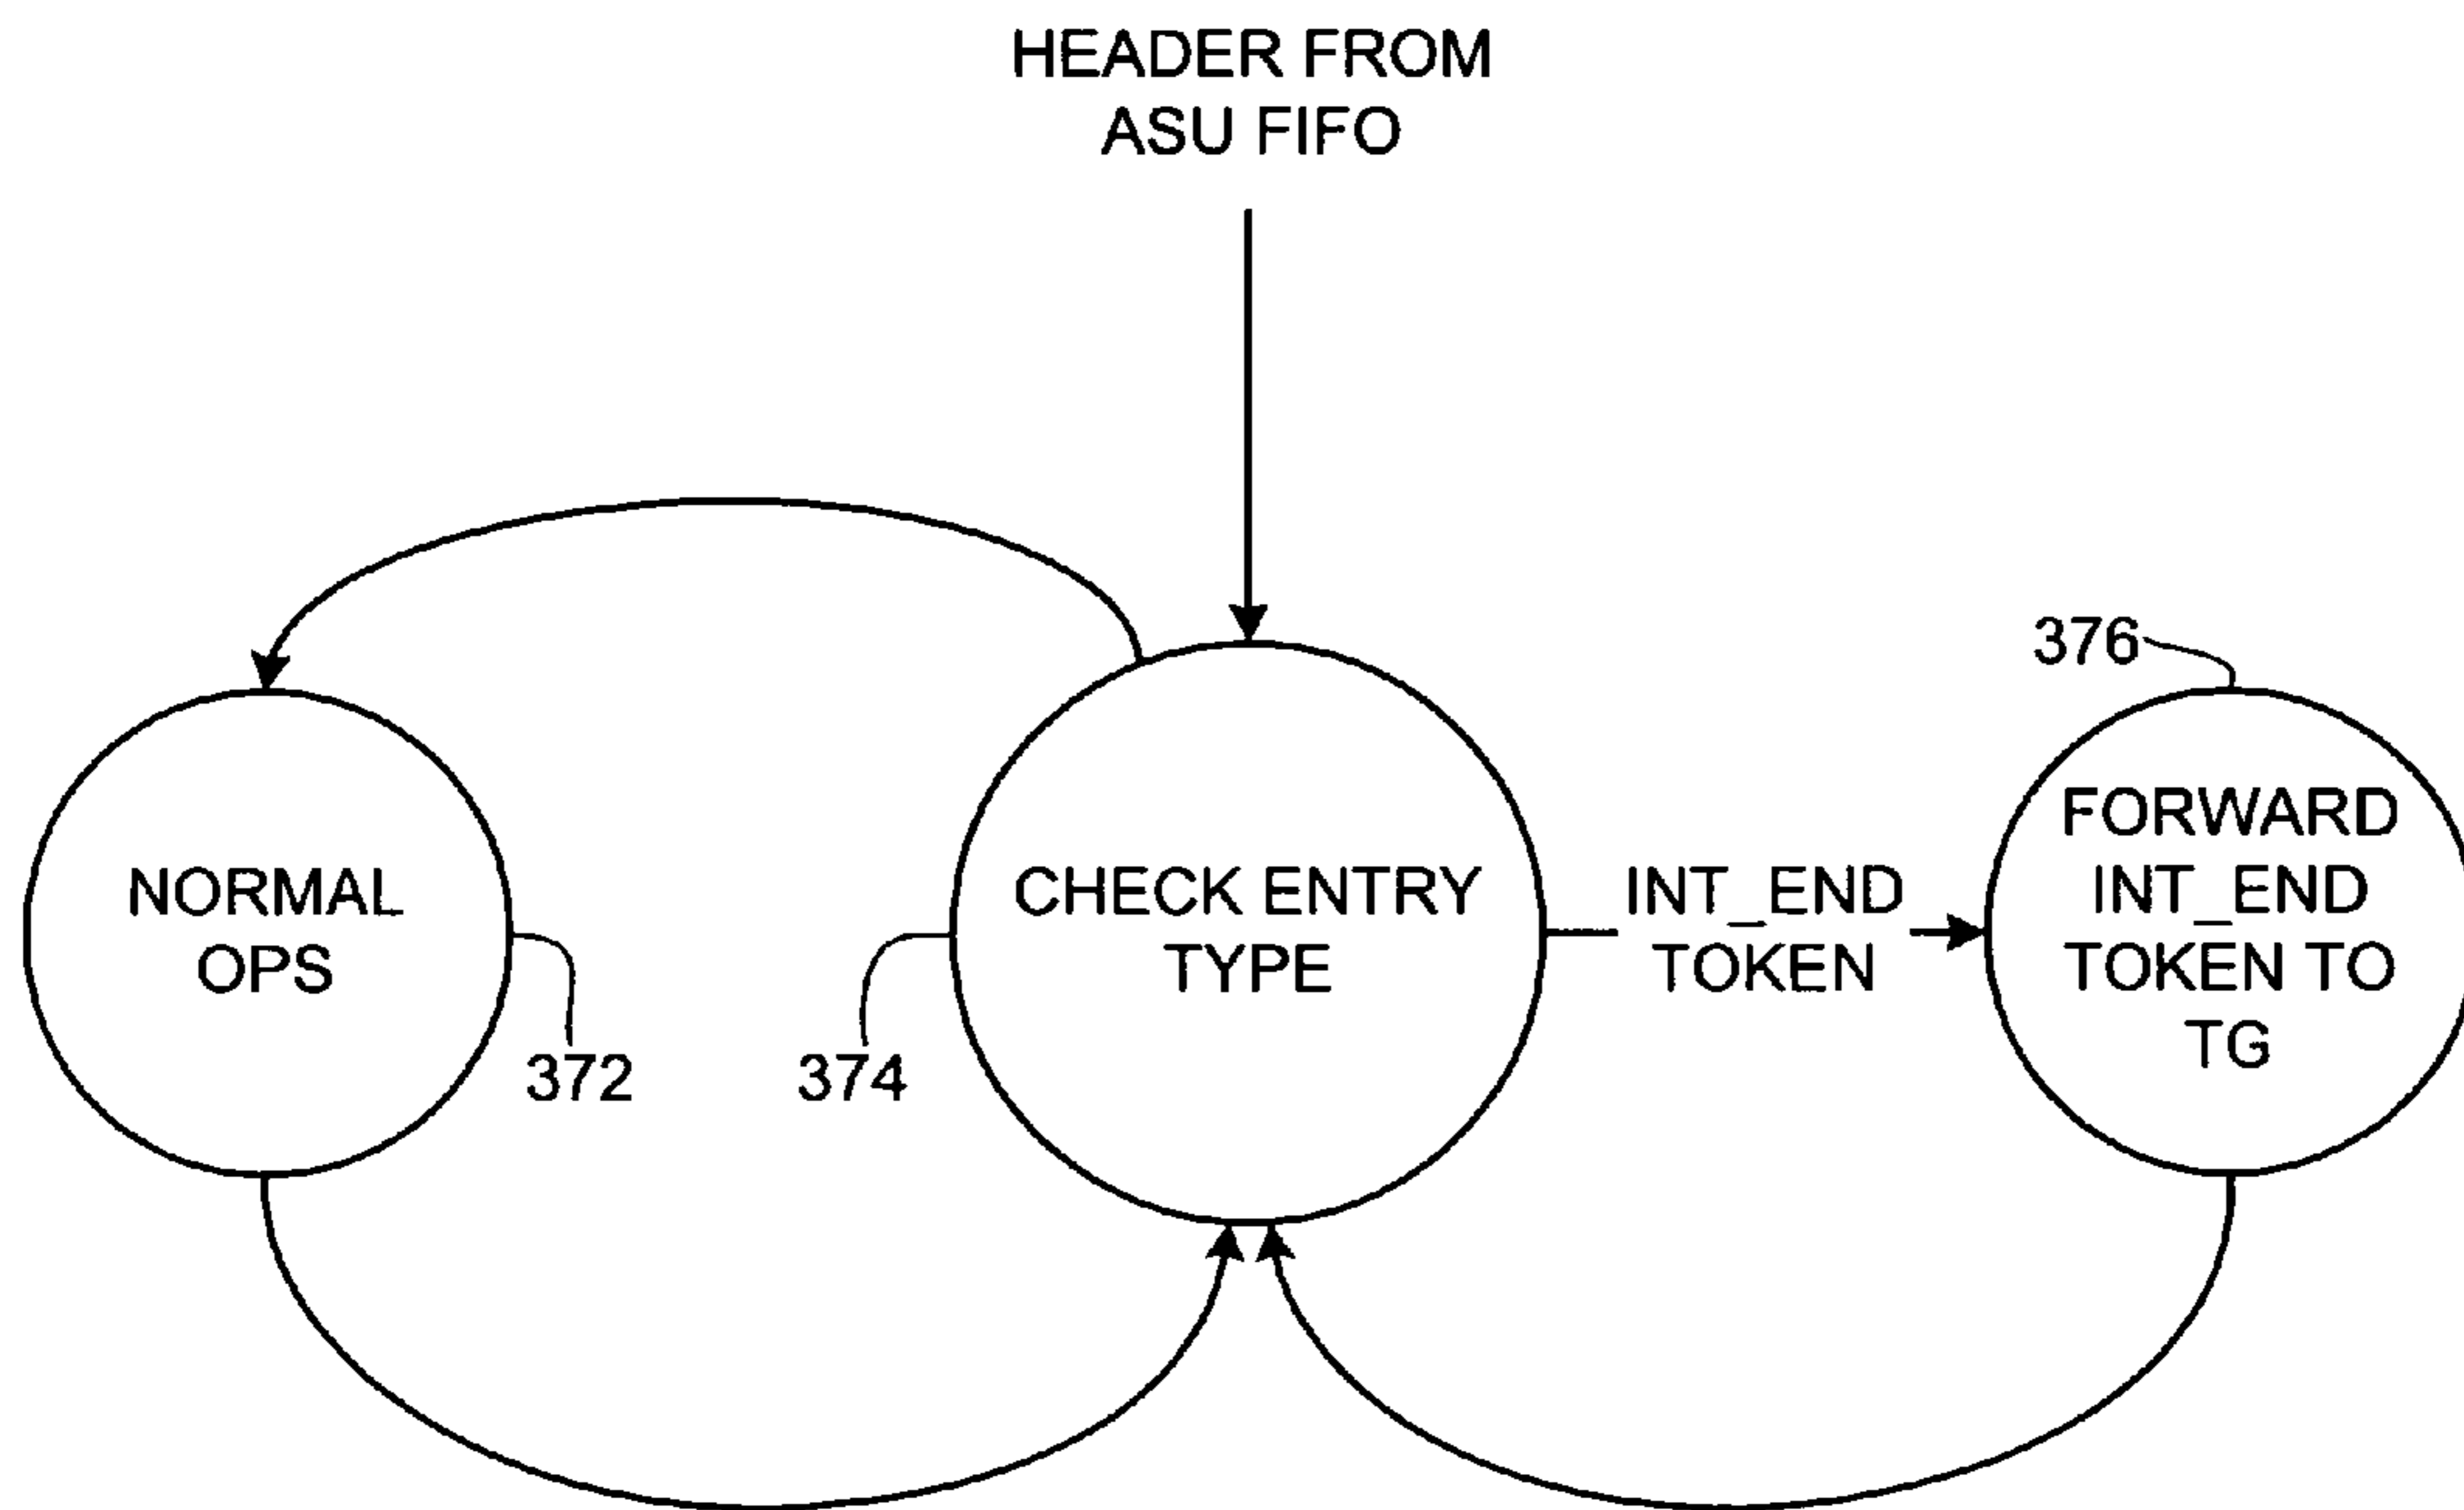 HEADER FROM
ASU FIFO
376
NORMAL
OPS
372
374
CHECK ENTRY
TYPE
INT_END
TOKEN
FORWARD
INT_END
TOKEN TO
TG